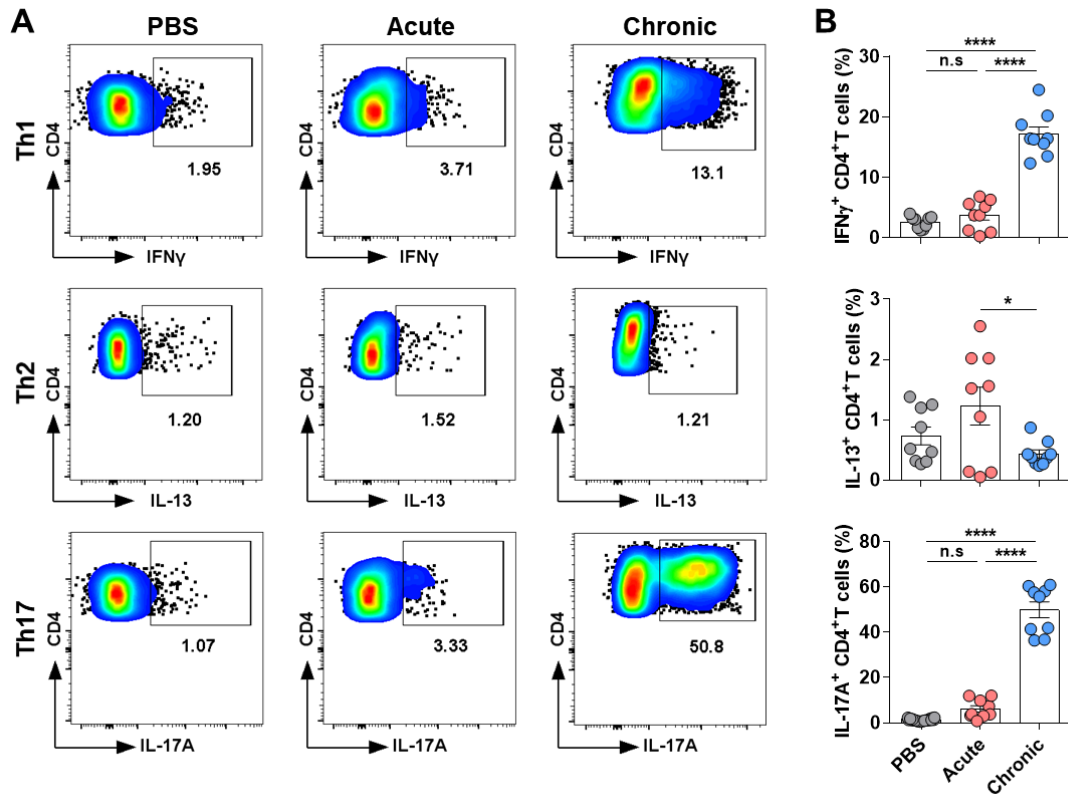 A
PBS
Acute
Chronic
Th1
CD4
1.95
IFNγ
CD4
3.71
IFNγ
CD4
13.1
IFNγ
Th2
CD4
1.20
IL-13
CD4
1.52
IL-13
CD4
1.21
IL-13
Th17
CD4
1.07
IL-17A
CD4
3.33
IL-17A
CD4
50.8
IL-17A
B
IFNγ+ CD4+T cells (%)
30
20
10
0
****
n.s
****
IL-13+ CD4+T cells (%)
3
2
1
0
*
IL-17A+ CD4+T cells (%)
80
60
40
20
0
****
n.s
****
PBS
Acute
Chronic